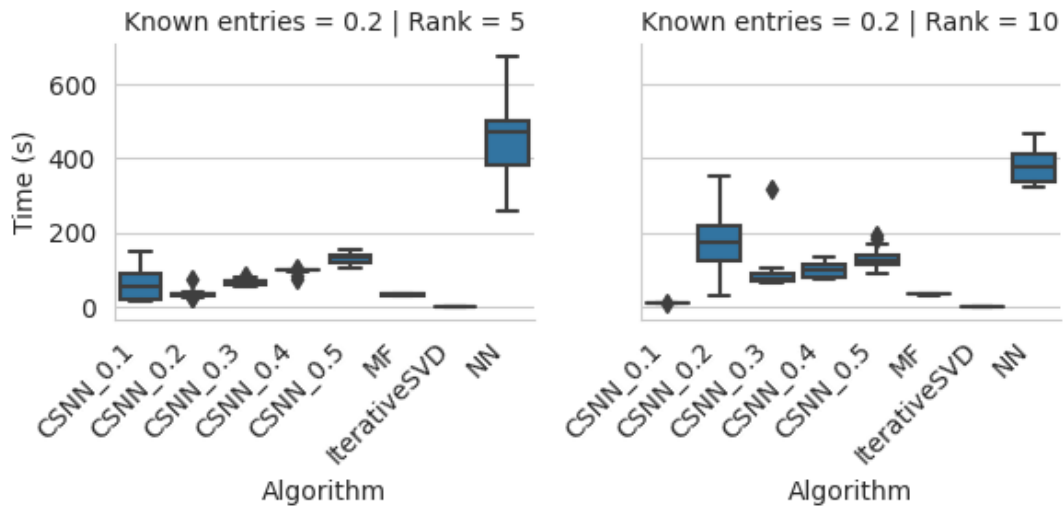 Known entries = 0.2 | Rank = 5
Known entries = 0.2 | Rank = 10
Time (s)
600
400
200
0
CSNN_0.1
CSNN_0.2
CSNN_0.3
CSNN_0.4
CSNN_0.5
MF
IterativeSVD
NN
Algorithm
CSNN_0.1
CSNN_0.2
CSNN_0.3
CSNN_0.4
CSNN_0.5
MF
IterativeSVD
NN
Algorithm